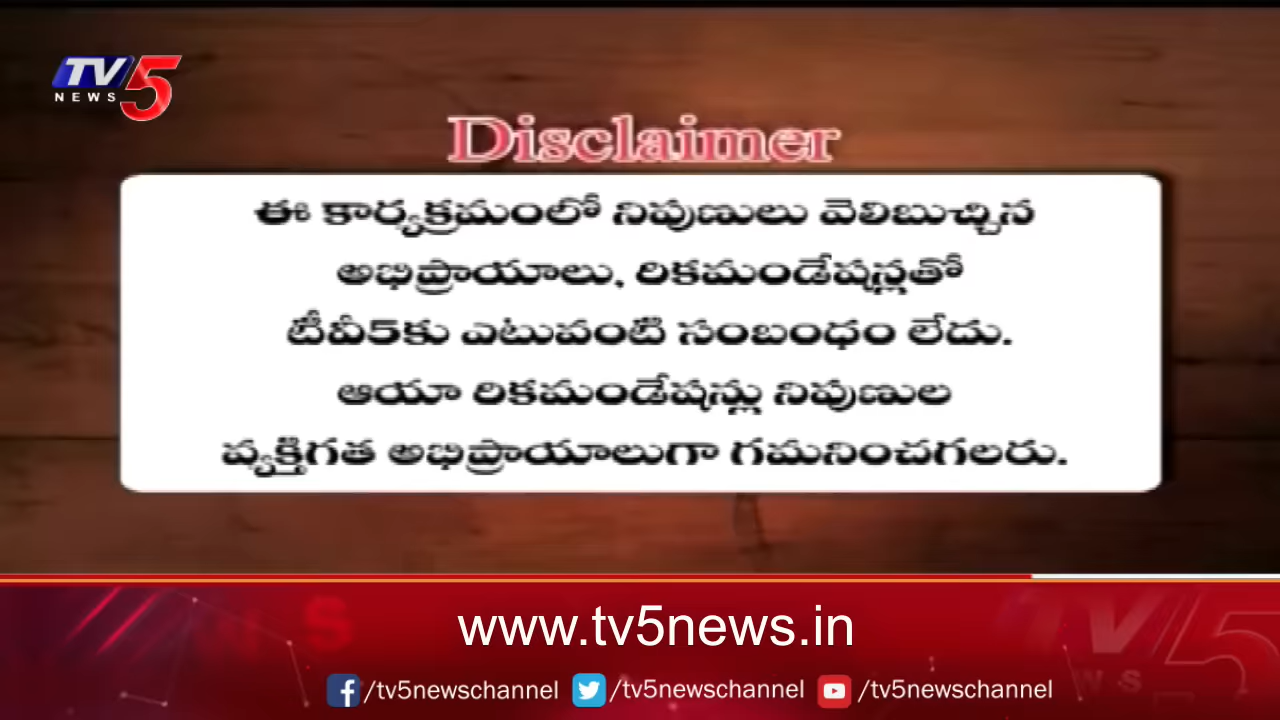 TV5
NEWS
Disclaimer
ఈ కార్యక్రమంలో నిపుణులు వెలిబుచ్చిన
అభిప్రాయాలు, రికమండేషన్లతో
టీవీ5కు ఎటువంటి సంబంధం లేదు.
ఆయా రికమండేషన్లు నిపుణుల
వ్యక్తిగత అభిప్రాయాలుగా గమనించగలరు.
www.tv5news.in
/tv5newschannel /tv5newschannel /tv5newschannel